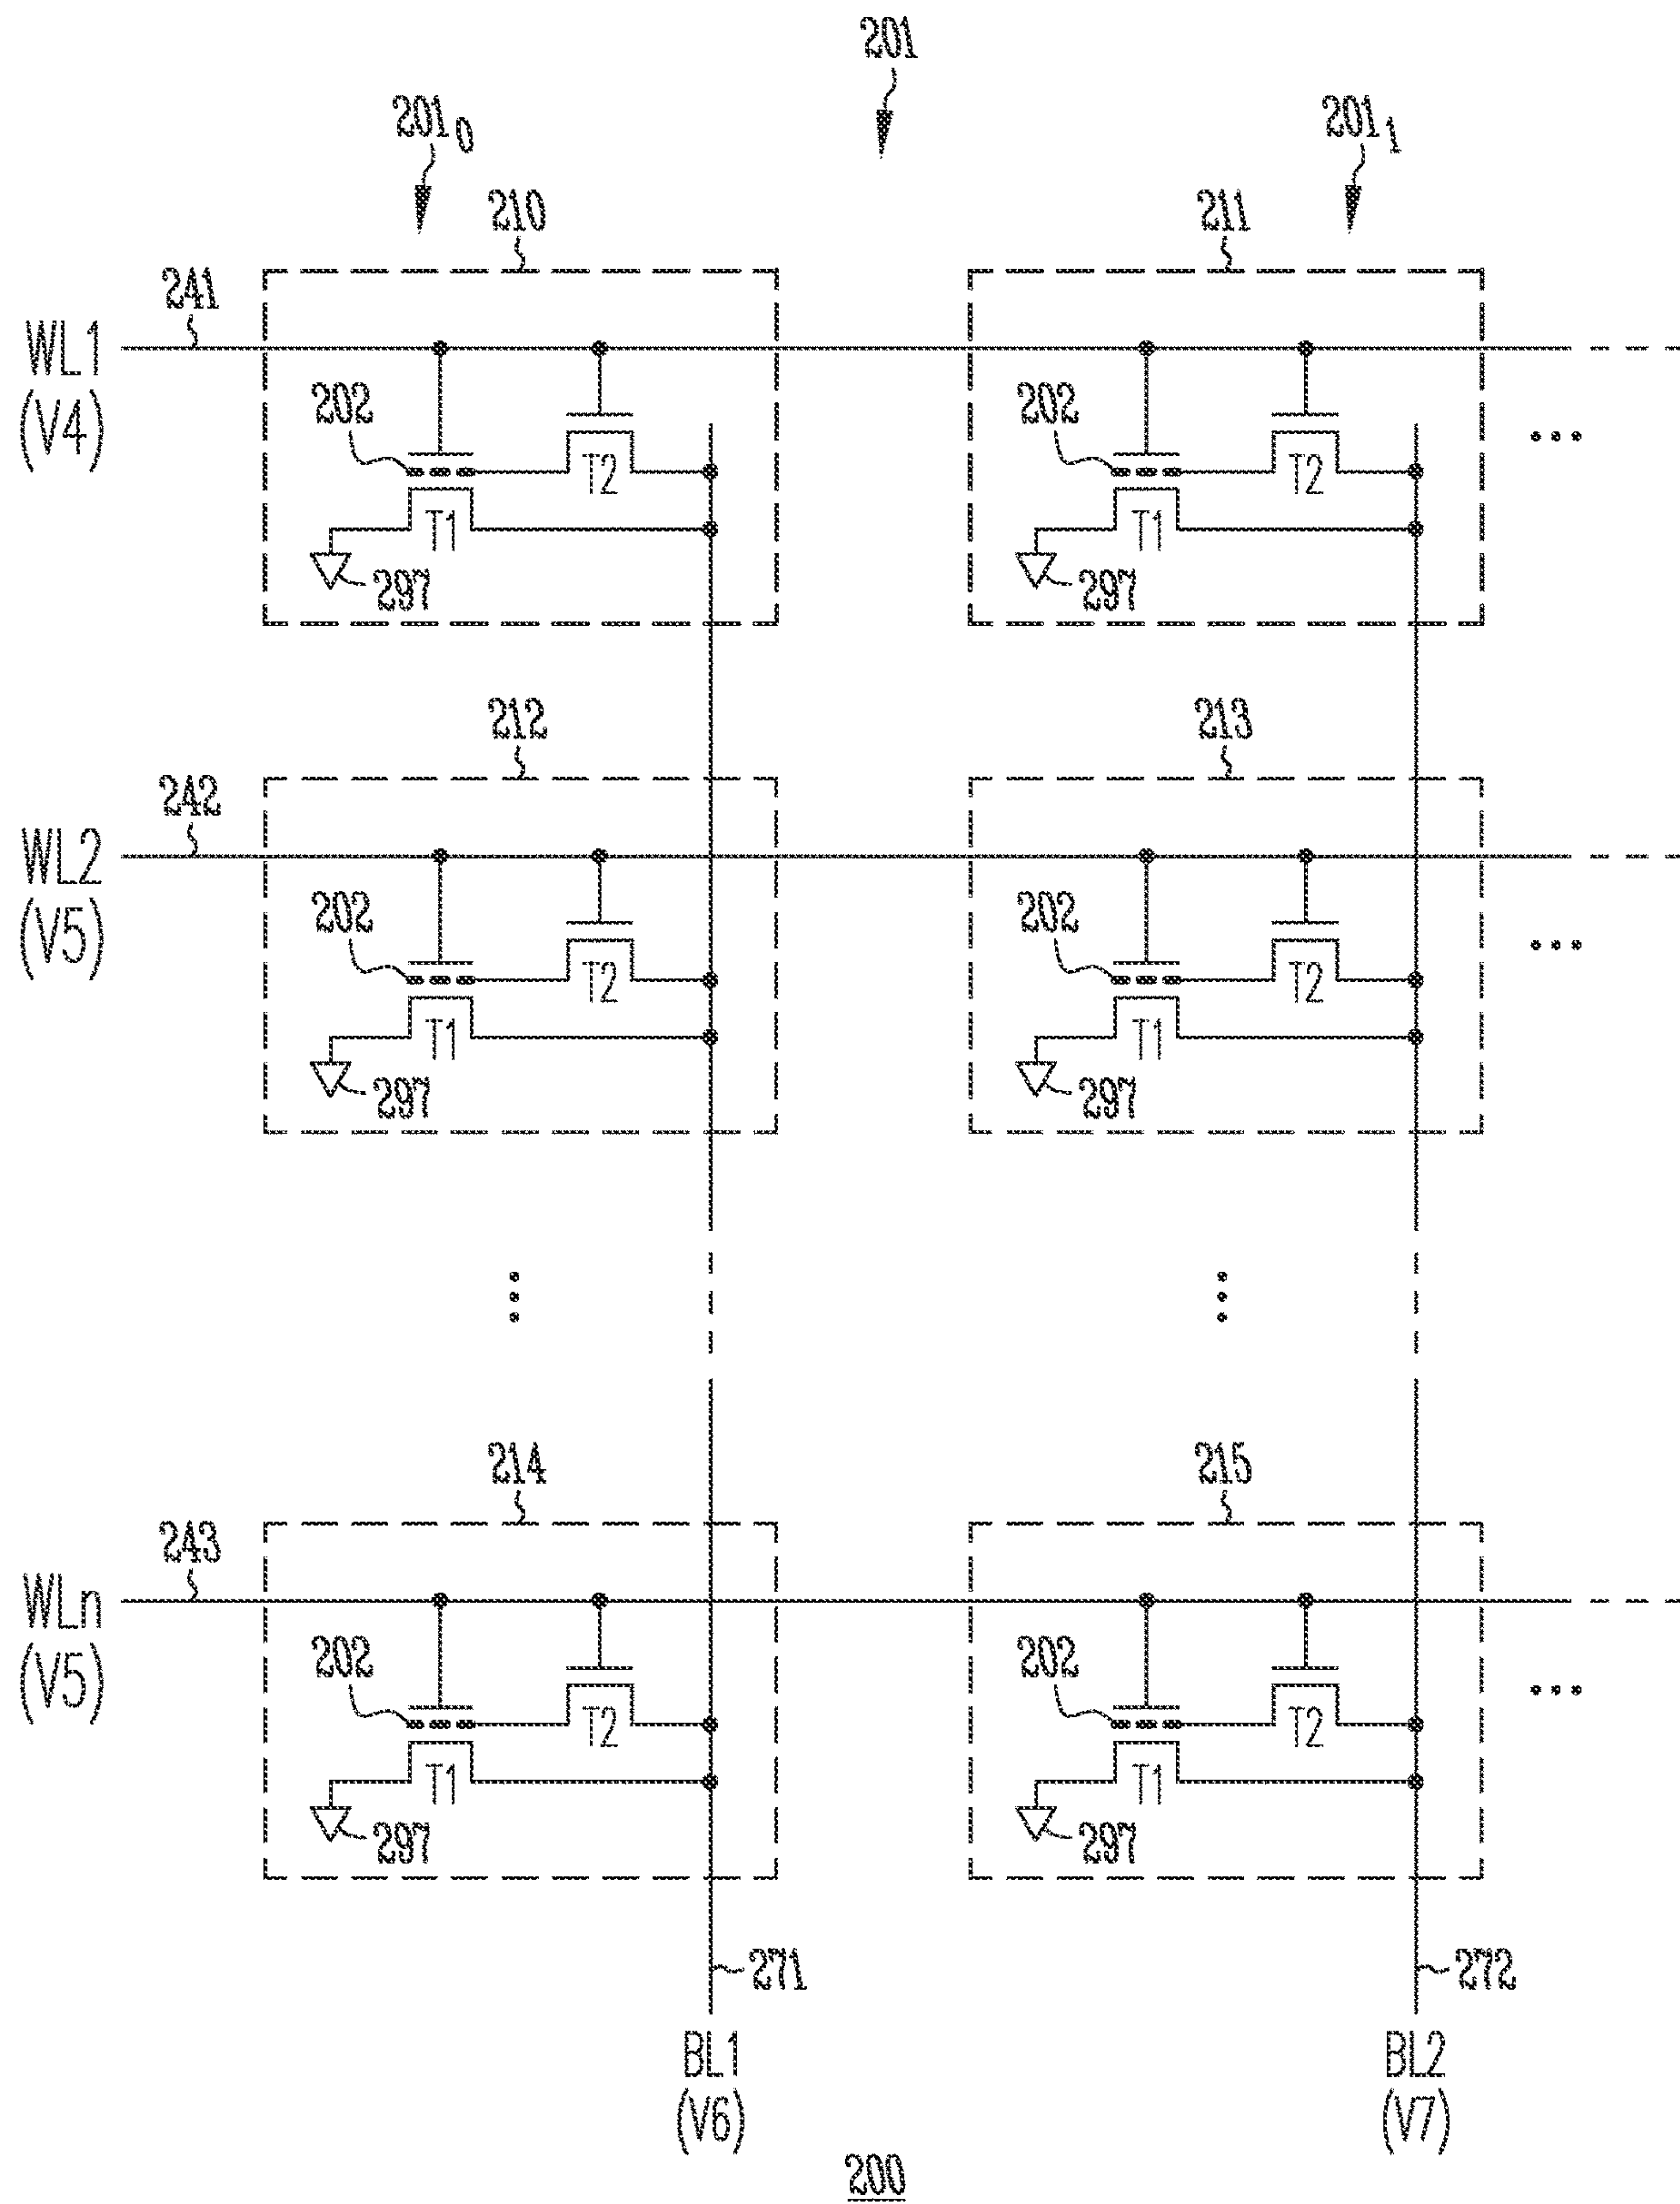 201
201₀ 201₁
210 211
241
WL1
(V4)
202 T2 202 T2
T1 T1
297 297
212 213
242
WL2
(V5)
202 T2 202 T2
T1 T1
297 297
214 215
243
WLn
(V5)
202 T2 202 T2
T1 T1
297 297
271 272
BL1 BL2
(V6) (V7)
200